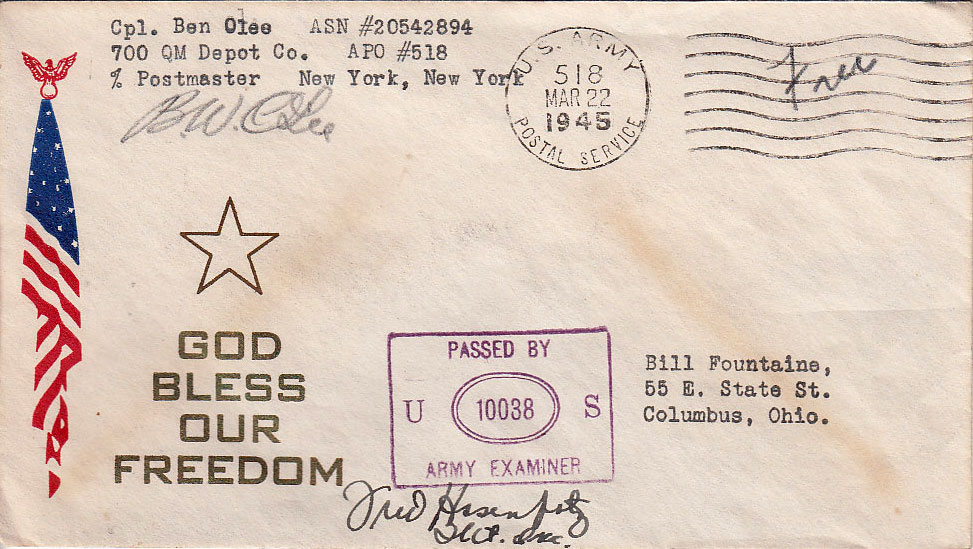 Cpl. Ben Olee ASN #20542894
700 QM Depot Co. APO #518
% Postmaster New York, New York
B.W. Olee
U.S. ARMY
518
MAR 22
1945
POSTAL SERVICE
Free
GOD
BLESS
OUR
FREEDOM
PASSED BY
U 10038 S
ARMY EXAMINER
Bill Fountaine,
55 E. State St.
Columbus, Ohio.
Fred